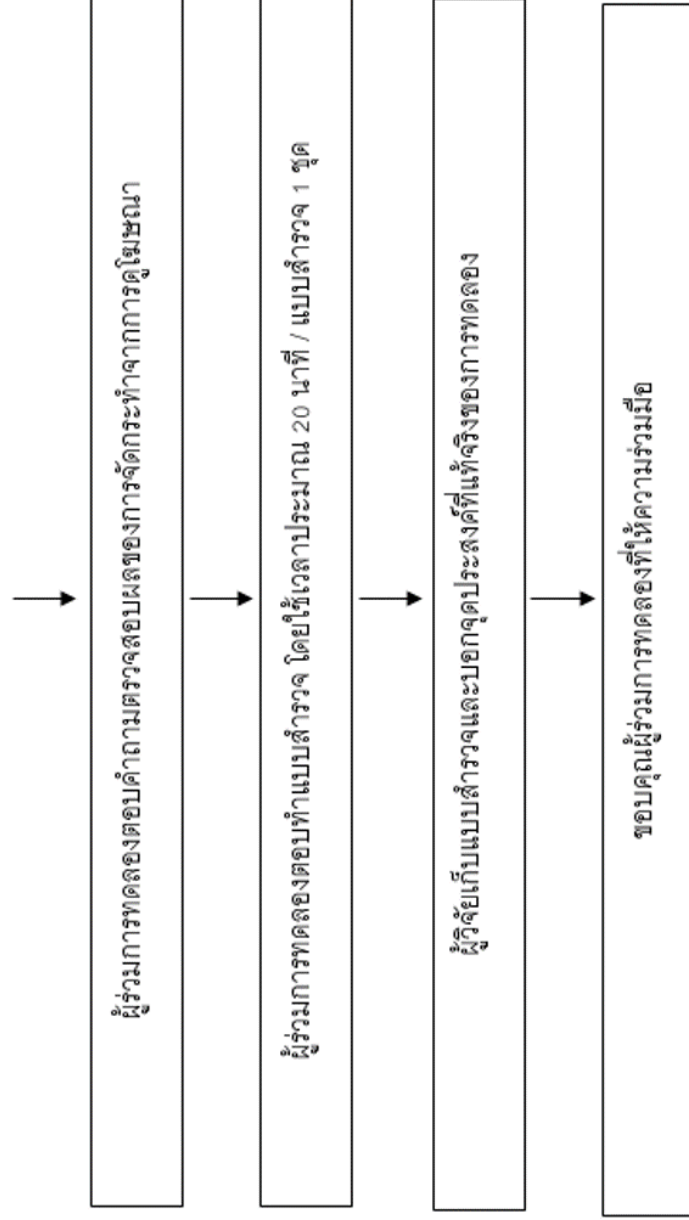 ผู้ร่วมการทดลองตอบคำถามตรวจสอบผลของการจัดกระทำจากการดูโฆษณา
ผู้ร่วมการทดลองตอบทำแบบสำรวจ โดยใช้เวลาประมาณ 20 นาที / แบบสำรวจ 1 ชุด
ผู้วิจัยเก็บแบบสำรวจและบอกจุดประสงค์ที่แท้จริงของการทดลอง
ขอบคุณผู้ร่วมการทดลองที่ให้ความร่วมมือ